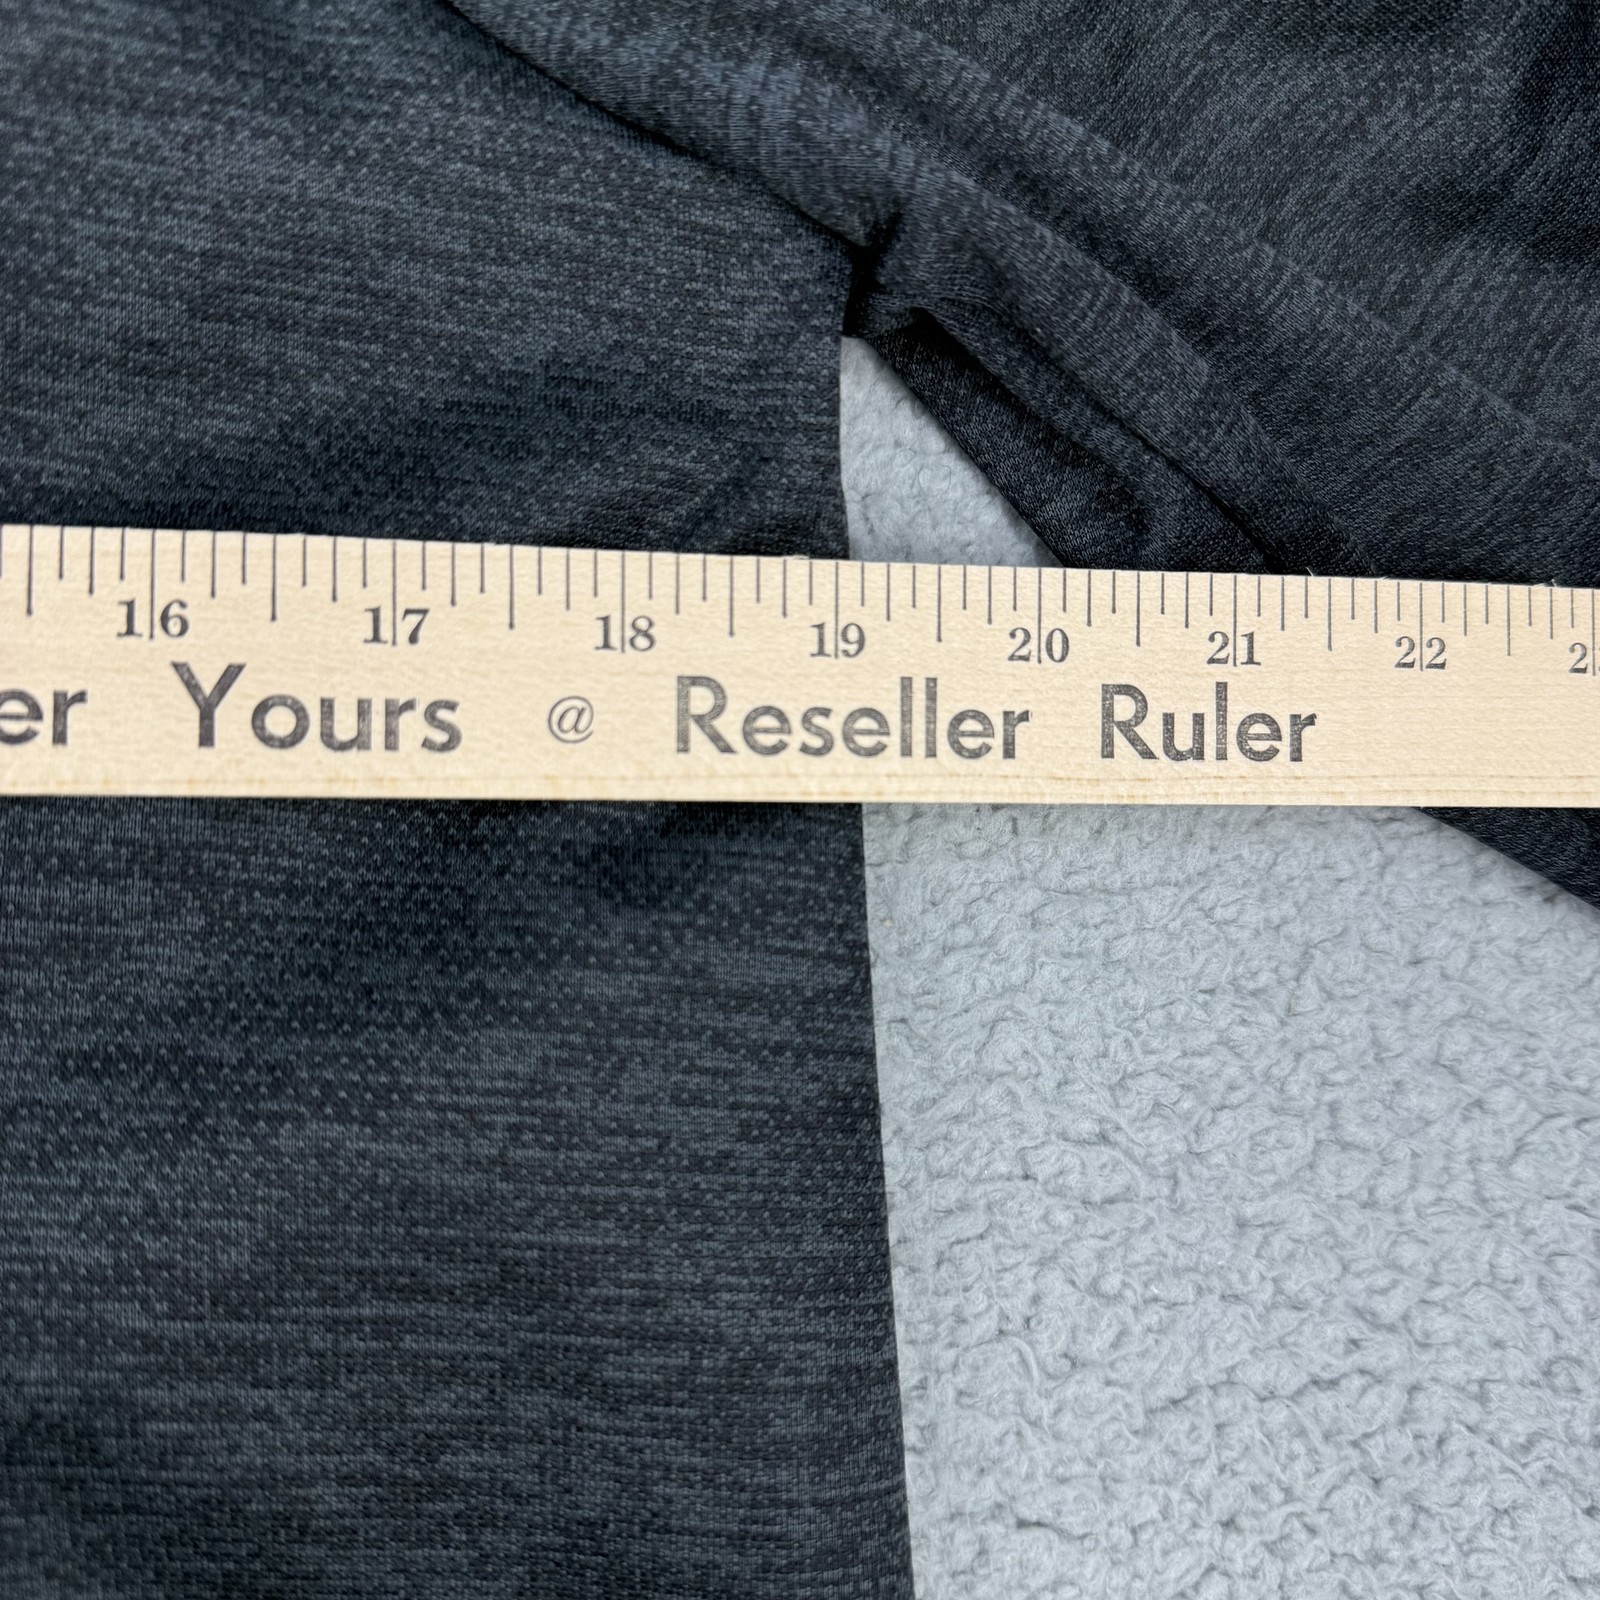 16 17 18 19 20 21 22
er Yours @ Reseller Ruler